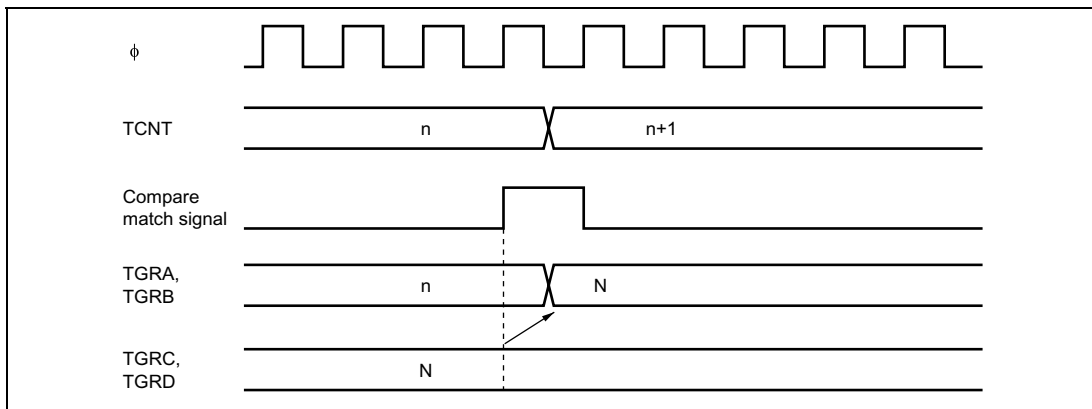 ϕ
TCNT
n
n+1
Compare
match signal
TGRA,
TGRB
n
N
TGRC,
TGRD
N